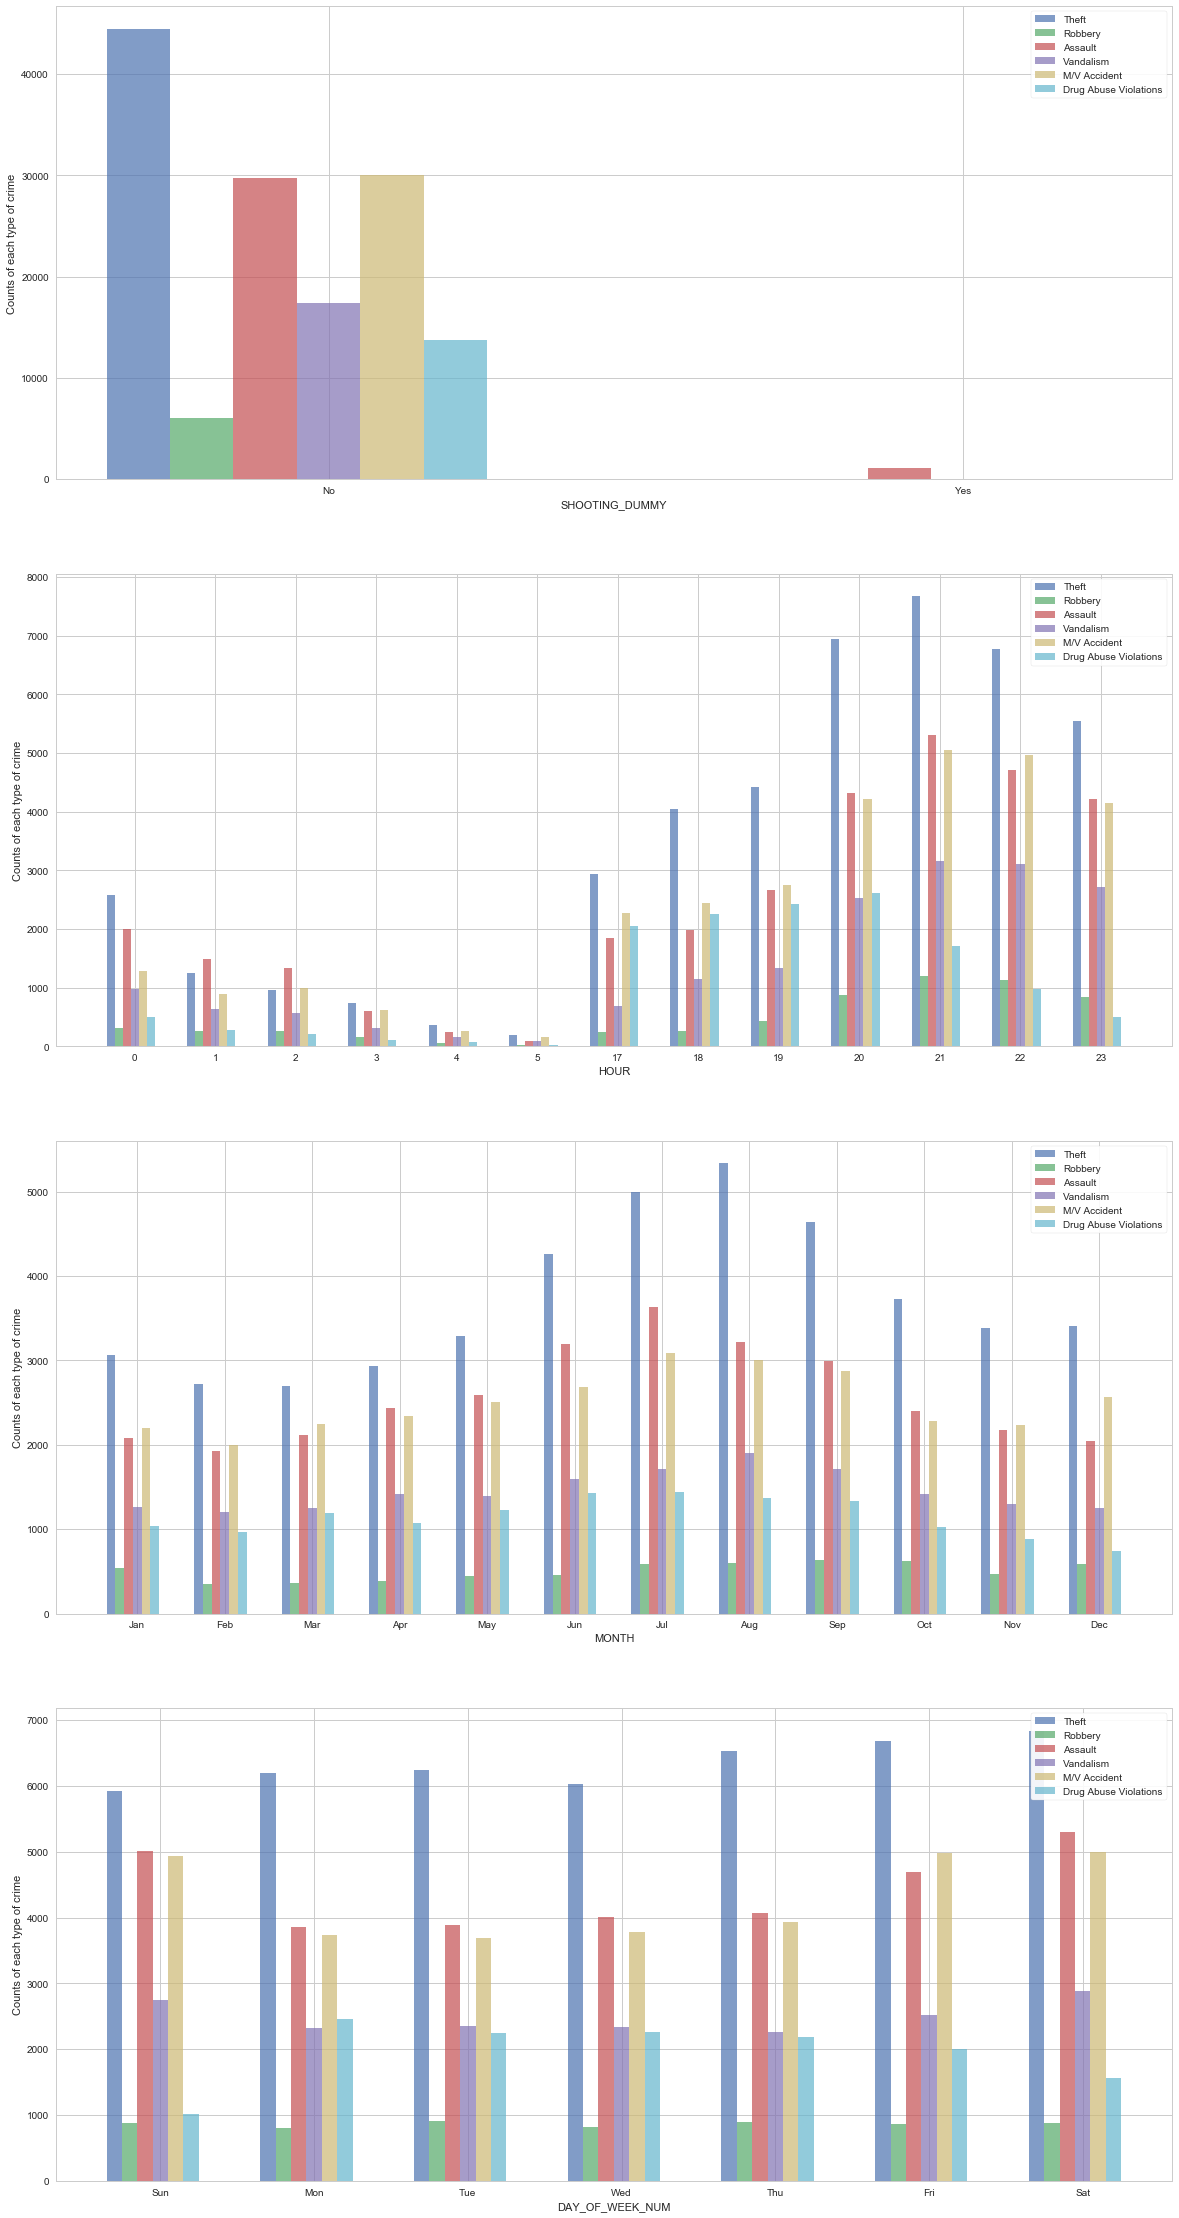 Theft
Robbery
Assault
Vandalism
M/V Accident
Drug Abuse Violations
40000
30000
20000
10000
0
Counts of each type of crime
No
Yes
SHOOTING_DUMMY
Theft
Robbery
Assault
Vandalism
M/V Accident
Drug Abuse Violations
8000
7000
6000
5000
4000
3000
2000
1000
0
Counts of each type of crime
0 1 2 3 4 5 17 18 19 20 21 22 23
HOUR
Theft
Robbery
Assault
Vandalism
M/V Accident
Drug Abuse Violations
5000
4000
3000
2000
1000
0
Counts of each type of crime
Jan Feb Mar Apr May Jun Jul Aug Sep Oct Nov Dec
MONTH
Theft
Robbery
Assault
Vandalism
M/V Accident
Drug Abuse Violations
7000
6000
5000
4000
3000
2000
1000
0
Counts of each type of crime
Sun Mon Tue Wed Thu Fri Sat
DAY_OF_WEEK_NUM